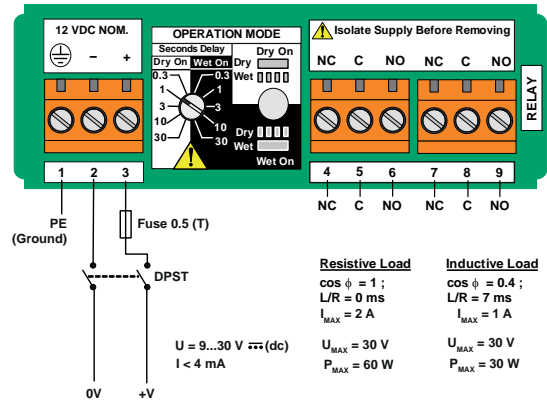 12 VDC NOM.
– +
OPERATION MODE
Seconds Delay
Dry On Wet On
0.3 0.3
1 1
3 3
10 10
30 30
Dry On
Dry
Wet
Dry
Wet
Wet On
Isolate Supply Before Removing
NC C NO NC C NO
RELAY
1 2 3
4 5 6 7 8 9
NC C NO NC C NO
PE
(Ground)
Fuse 0.5 (T)
DPST
U = 9...30 V (dc)
I < 4 mA
0V +V
Resistive Load
cos ϕ = 1 ;
L/R = 0 ms
IMAX = 2 A
UMAX = 30 V
PMAX = 60 W
Inductive Load
cos ϕ = 0.4 ;
L/R = 7 ms
IMAX = 1 A
UMAX = 30 V
PMAX = 30 W